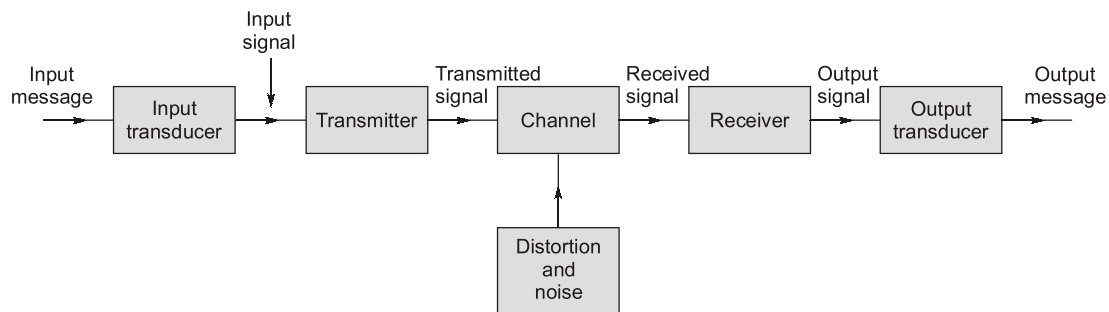 Input
signal
Input
message
Input
transducer
Transmitter
Transmitted
signal
Channel
Received
signal
Receiver
Output
signal
Output
transducer
Output
message
Distortion
and
noise